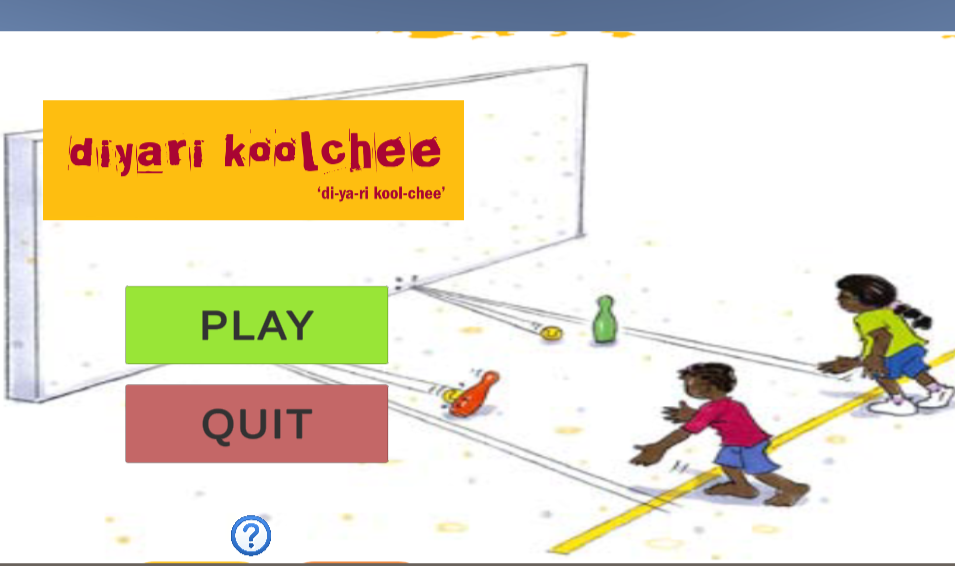 diyari koolchee
‘di-ya-ri kool-chee’
PLAY
QUIT
?